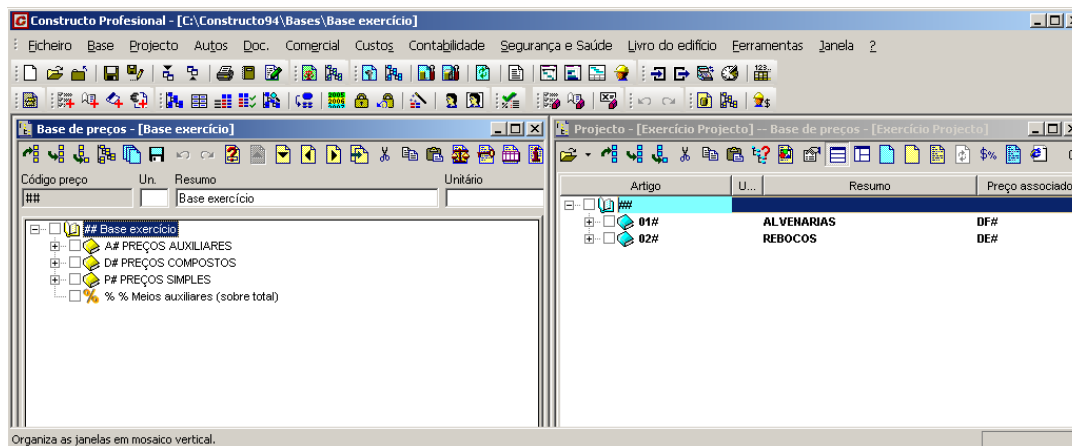 Constructo Profesional - [C:\Constructo94\Bases\Base exercício]
Ficheiro Base Projecto Autos Doc. Comercial Custos Contabilidade Segurança e Saúde Livro do edifício Ferramentas Janela ?
Base de preços - [Base exercício]
Código preço Un. Resumo Unitário
## Base exercício
## Base exercício
A# PREÇOS AUXILIARES
D# PREÇOS COMPOSTOS
P# PREÇOS SIMPLES
% % Meios auxiliares (sobre total)
Projecto - [Exercício Projecto] -- Base de preços - [Exercício Projecto]
Artigo U... Resumo Preço associado
##
01# ALVENARIAS DF#
02# REBOCOS DE#
Organiza as janelas em mosaico vertical.